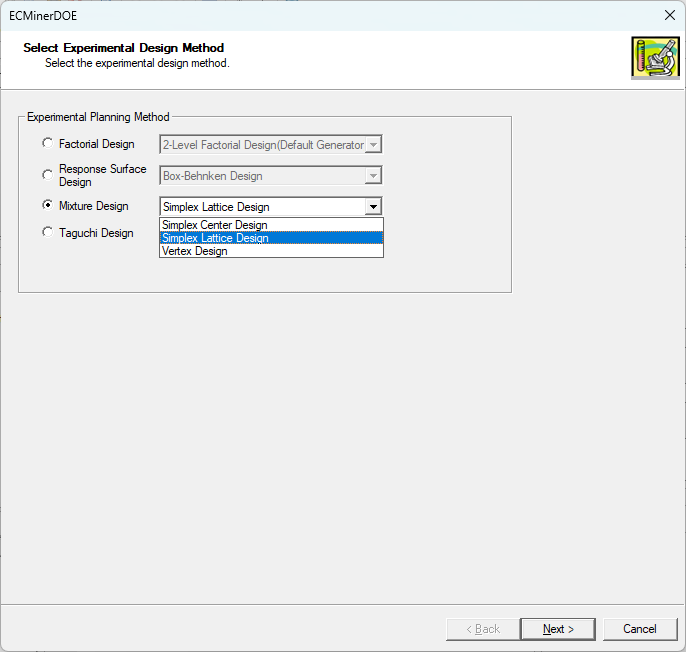 ECMinerDOE
Select Experimental Design Method
Select the experimental design method.
Experimental Planning Method
Factorial Design
2-Level Factorial Design(Default Generator
Response Surface
Design
Box-Behnken Design
Mixture Design
Simplex Lattice Design
Simplex Center Design
Simplex Lattice Design
Vertex Design
Taguchi Design
< Back
Next >
Cancel